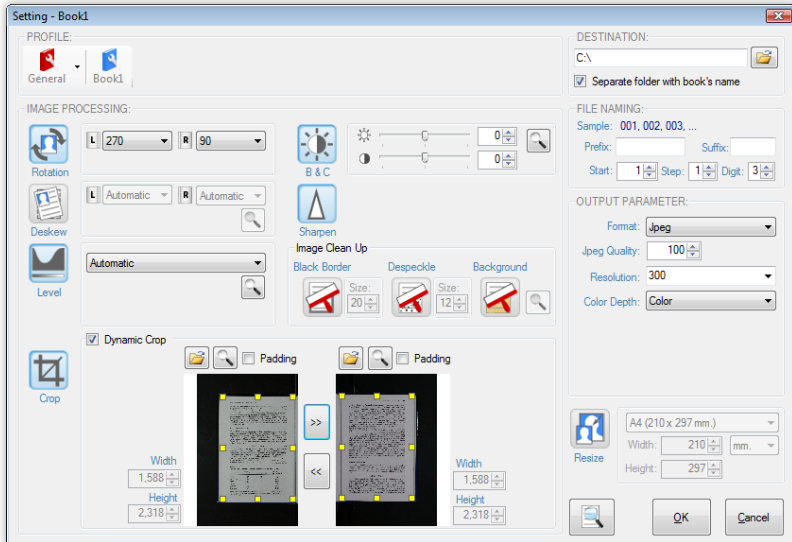 Setting - Book1
PROFILE:
General
Book1
DESTINATION:
C:\
Separate folder with book's name
IMAGE PROCESSING:
Rotation
L 270 R 90
B & C
0
0
Deskew
L Automatic R Automatic
Sharpen
Level
Automatic
Image Clean Up
Black Border Despeckle Background
Size: Size:
20 12
Crop
Dynamic Crop
Padding Padding
>>
<<
Width
1,588
Height
2,318
Width
1,588
Height
2,318
FILE NAMING:
Sample: 001, 002, 003, ...
Prefix: Suffix:
Start: 1 Step: 1 Digit: 3
OUTPUT PARAMETER:
Format: Jpeg
Jpeg Quality: 100
Resolution: 300
Color Depth: Color
Resize
A4 (210 x 297 mm.)
Width: 210 mm.
Height: 297
OK Cancel